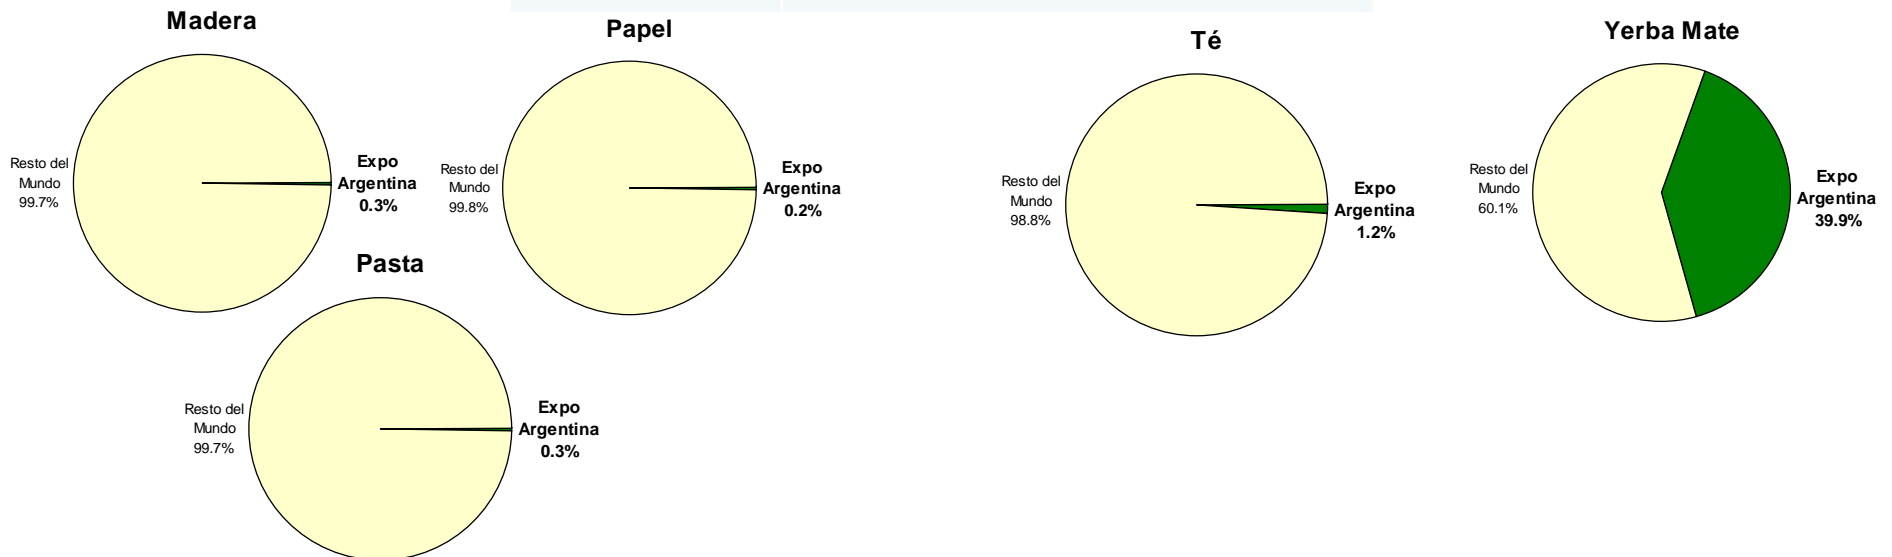 Madera
Resto del
Mundo
99.7%
Expo
Argentina
0.3%
Papel
Resto del
Mundo
99.8%
Expo
Argentina
0.2%
Pasta
Resto del
Mundo
99.7%
Expo
Argentina
0.3%
Té
Resto del
Mundo
98.8%
Expo
Argentina
1.2%
Yerba Mate
Resto del
Mundo
60.1%
Expo
Argentina
39.9%